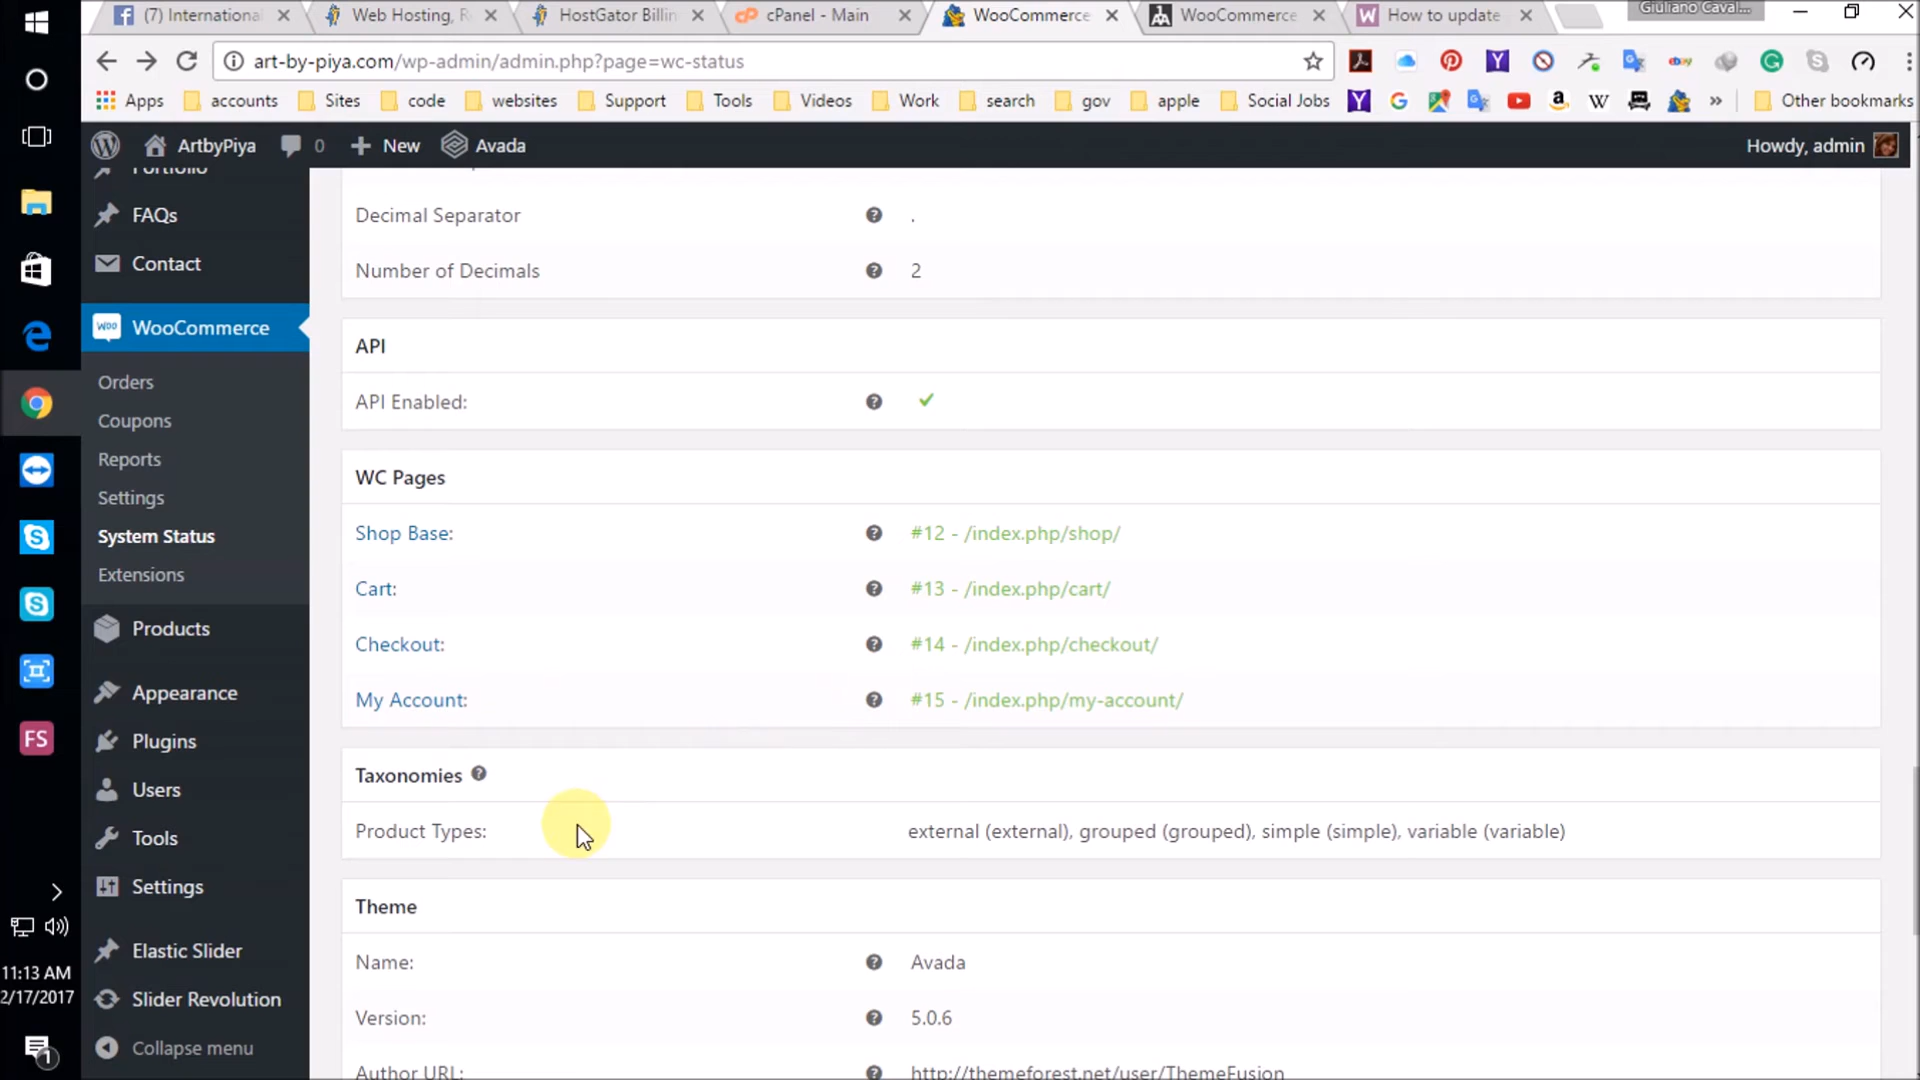 (7) International
Web Hosting, R
HostGator Billin
cPanel - Main
WooCommerce
WooCommerce
How to update
Giuliano Caval...
art-by-piya.com/wp-admin/admin.php?page=wc-status
Apps accounts Sites code websites Support Tools Videos Work search gov apple Social Jobs » Other bookmarks
ArtbyPiya 0 + New Avada Howdy, admin
Portfolio
FAQs
Contact
WooCommerce
Orders
Coupons
Reports
Settings
System Status
Extensions
Products
Appearance
Plugins
Users
Tools
Settings
Elastic Slider
Slider Revolution
Collapse menu
Decimal Separator .
Number of Decimals 2
API
API Enabled: ✔
WC Pages
Shop Base: #12 - /index.php/shop/
Cart: #13 - /index.php/cart/
Checkout: #14 - /index.php/checkout/
My Account: #15 - /index.php/my-account/
Taxonomies
Product Types: external (external), grouped (grouped), simple (simple), variable (variable)
Theme
Name: Avada
Version: 5.0.6
Author URL: http://themeforest.net/user/ThemeFusion
FS
11:13 AM
2/17/2017
1